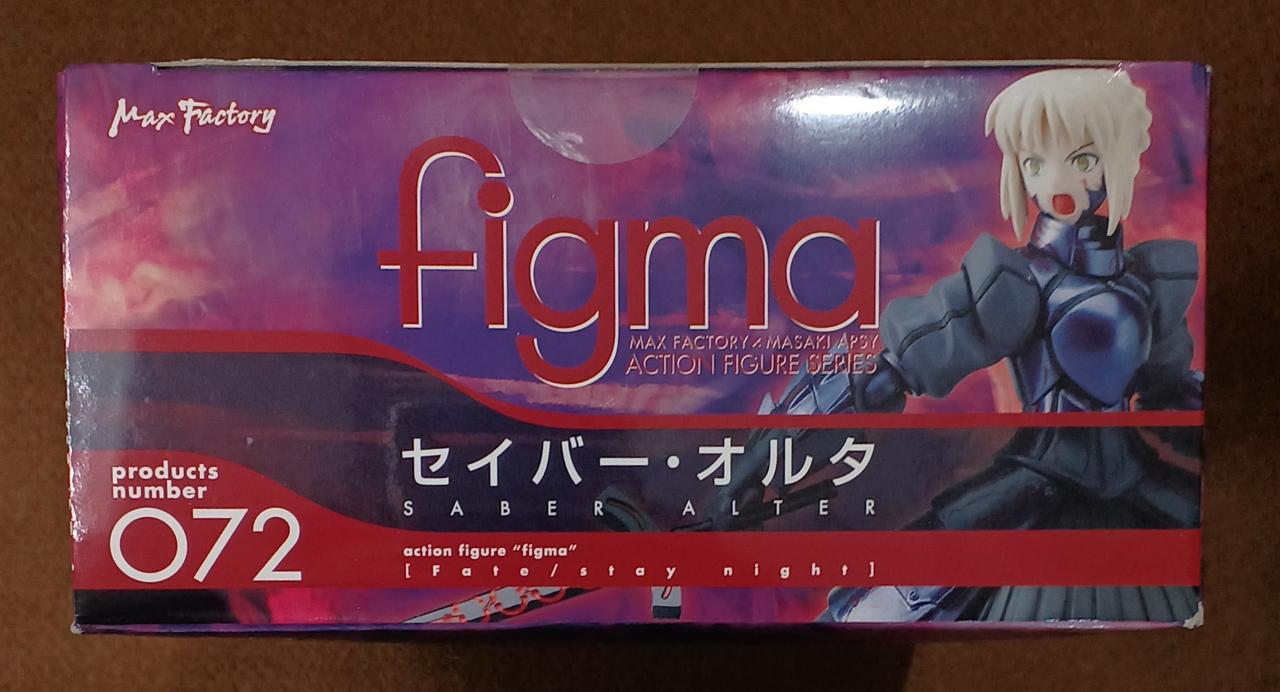 Max Factory
figma
MAX FACTORY × MASAKI APSY
ACTION FIGURE SERIES
セイバー・オルタ
SABER ALTER
products
number
072
action figure “figma”
[Fate/stay night]